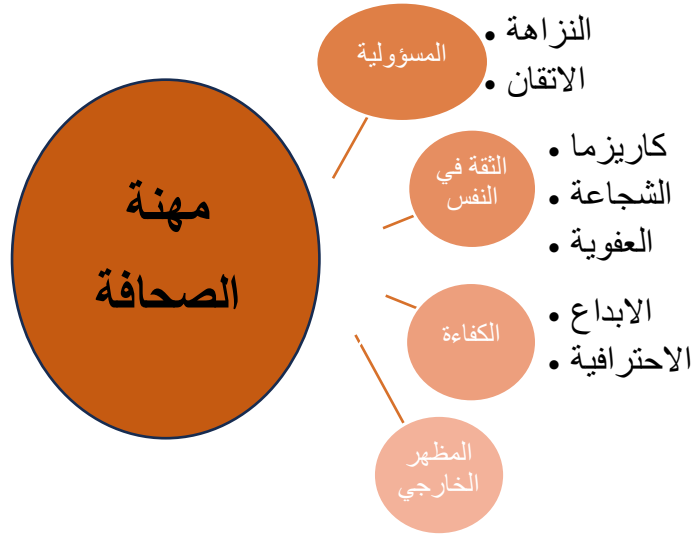 مهنة
الصحافة
المسؤولية
• النزاهة
• الاتقان
الثقة في
النفس
• كاريزما
• الشجاعة
• العفوية
الكفاءة
• الابداع
• الاحترافية
المظهر
الخارجي